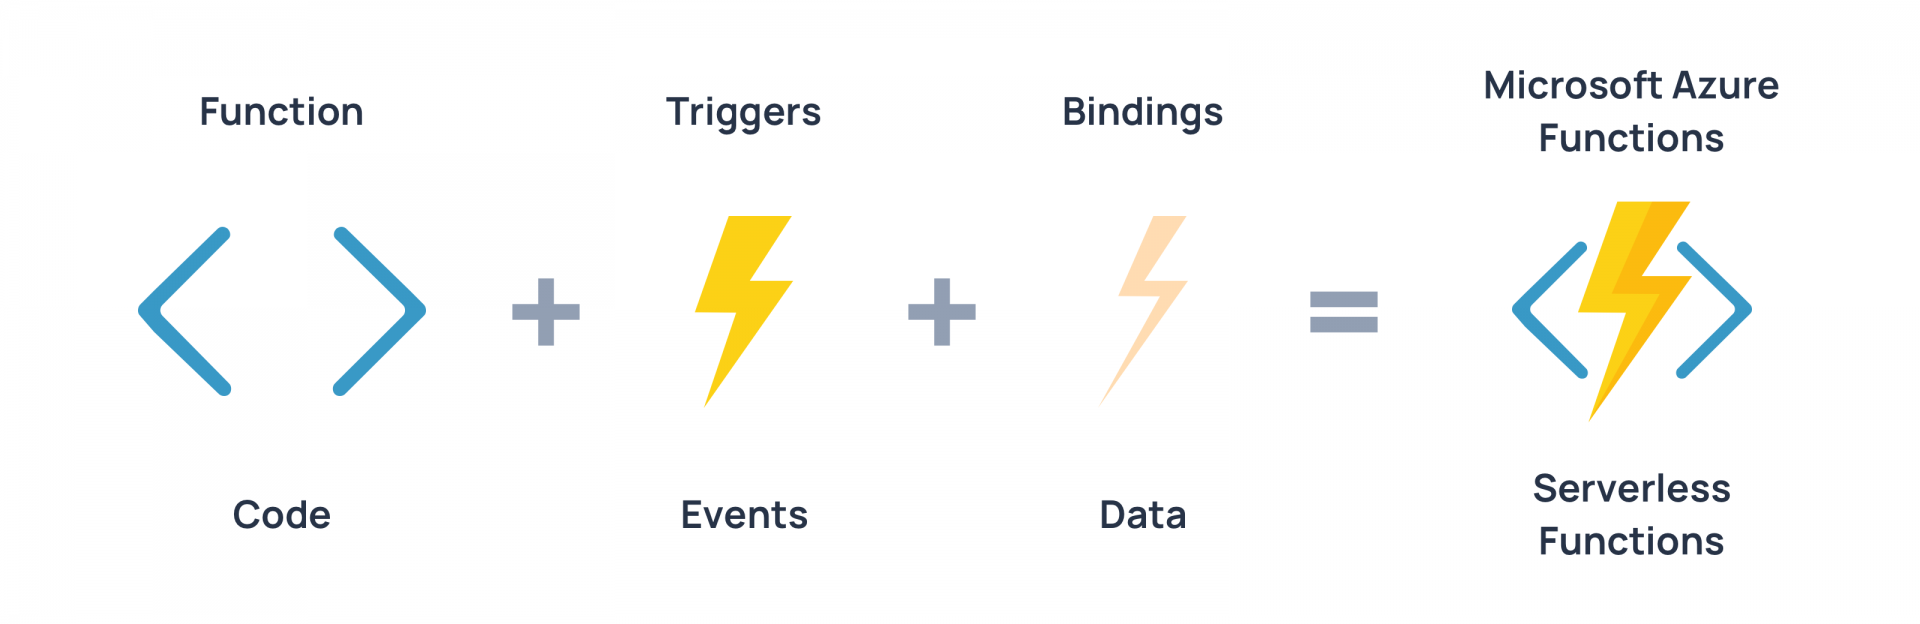 Function
Triggers
Bindings
Microsoft Azure
Functions
Code
Events
Data
Serverless
Functions